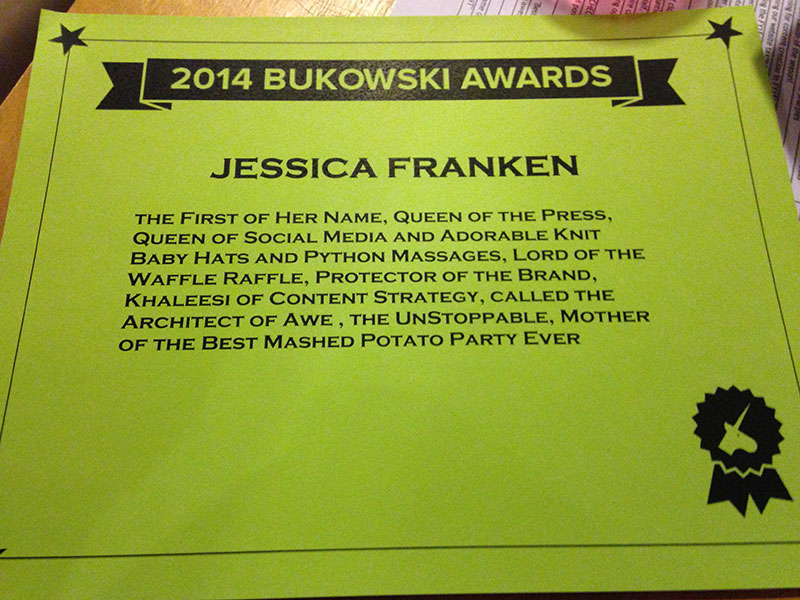 2014 BUKOWSKI AWARDS
JESSICA FRANKEN
THE FIRST OF HER NAME, QUEEN OF THE PRESS,
QUEEN OF SOCIAL MEDIA AND ADORABLE KNIT
BABY HATS AND PYTHON MASSAGES, LORD OF THE
WAFFLE RAFFLE, PROTECTOR OF THE BRAND,
KHALEESI OF CONTENT STRATEGY, CALLED THE
ARCHITECT OF AWE , THE UNSTOPPABLE, MOTHER
OF THE BEST MASHED POTATO PARTY EVER